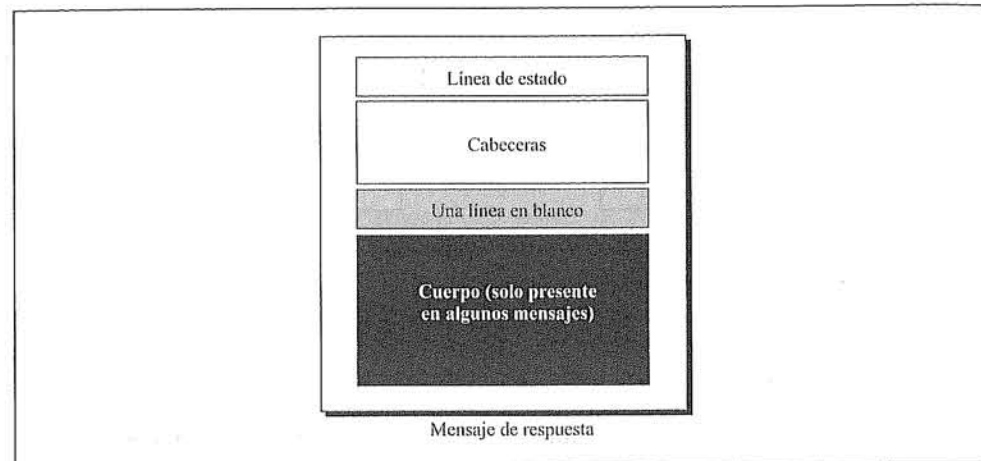 Línea de estado
Cabeceras
Una línea en blanco
Cuerpo (solo presente
en algunos mensajes)
Mensaje de respuesta